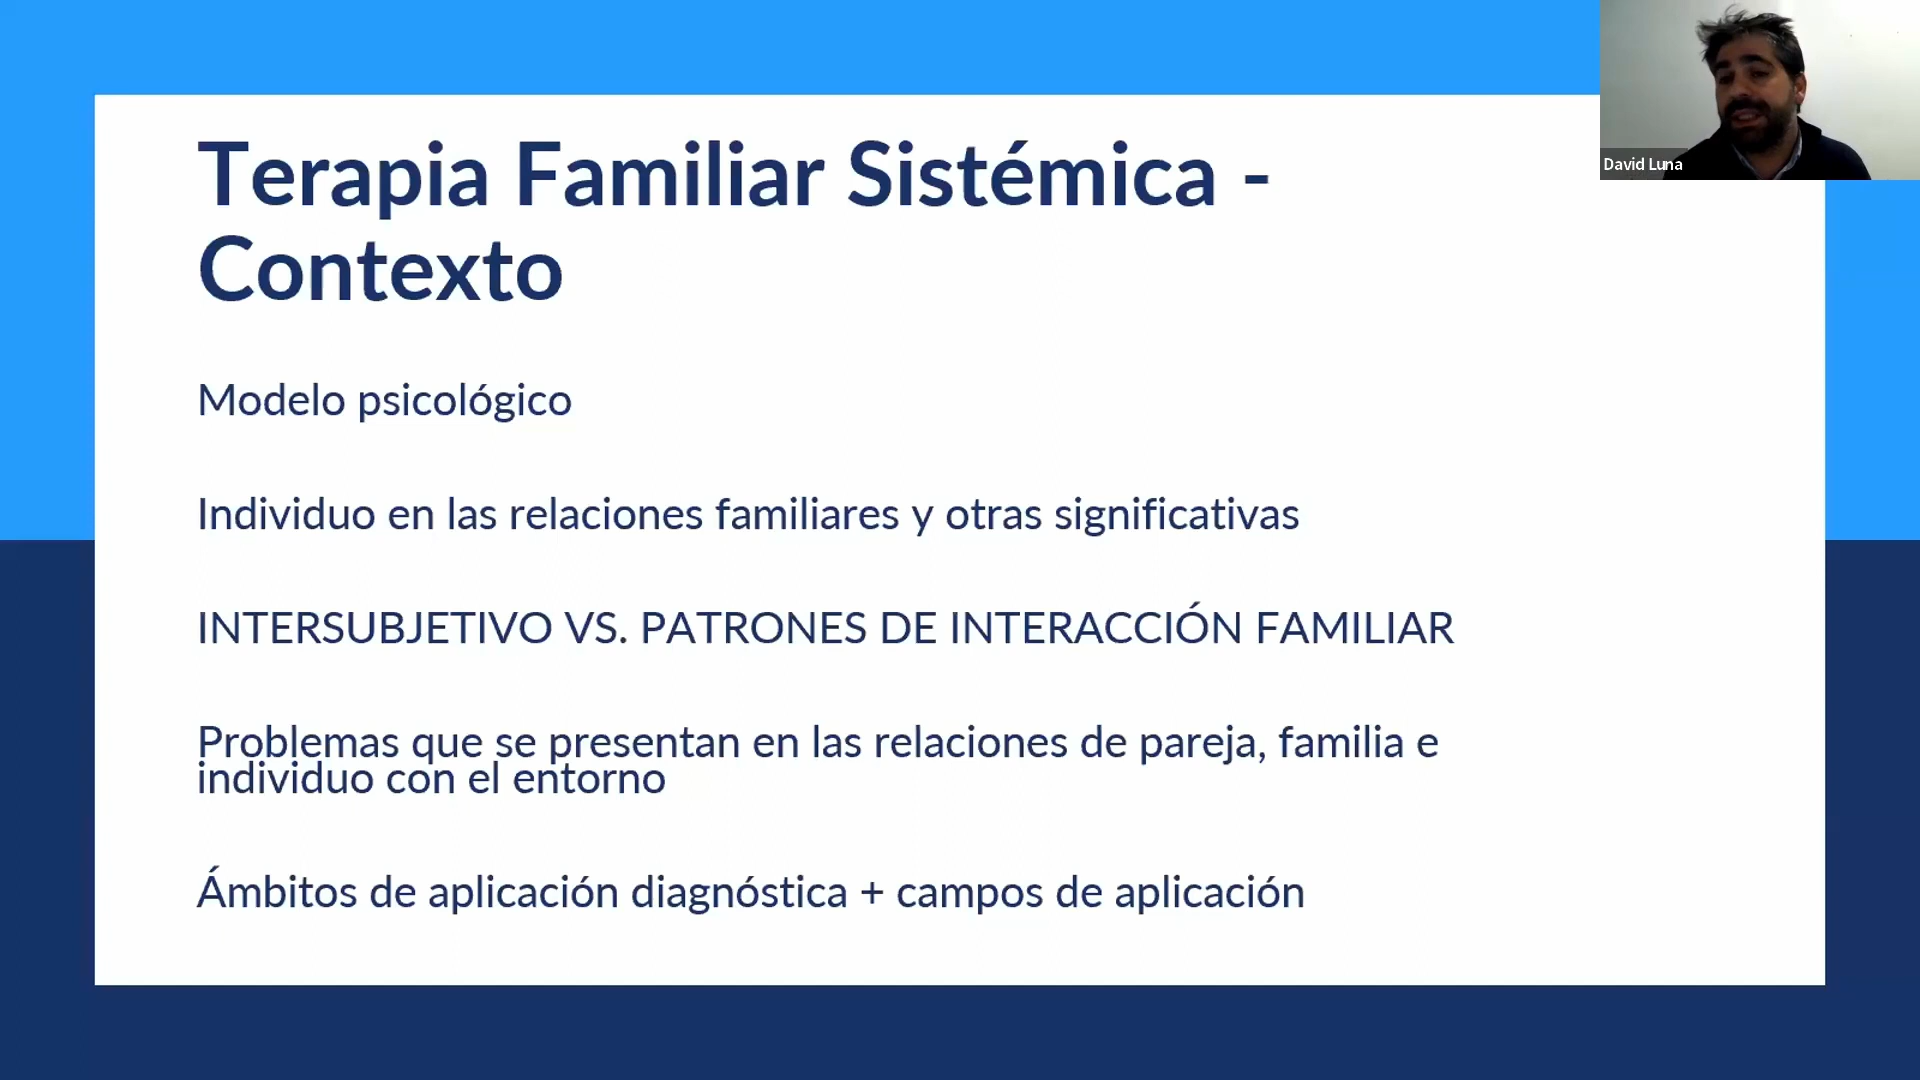 Terapia Familiar Sistémica -
Contexto
Modelo psicológico
Individuo en las relaciones familiares y otras significativas
INTERSUBJETIVO VS. PATRONES DE INTERACCIÓN FAMILIAR
Problemas que se presentan en las relaciones de pareja, familia e
individuo con el entorno
Ámbitos de aplicación diagnóstica + campos de aplicación
David Luna